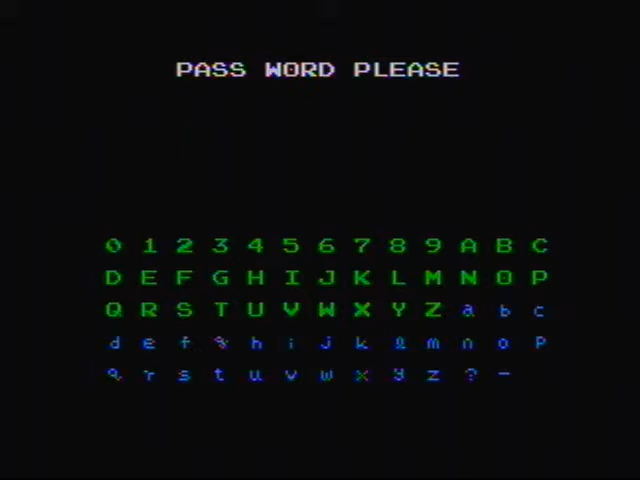 PASS WORD PLEASE
0 1 2 3 4 5 6 7 8 9 A B C
D E F G H I J K L M N O P
Q R S T U V W X Y Z a b c
d e f g h i j k l m n o p
q r s t u v w x y z ? -